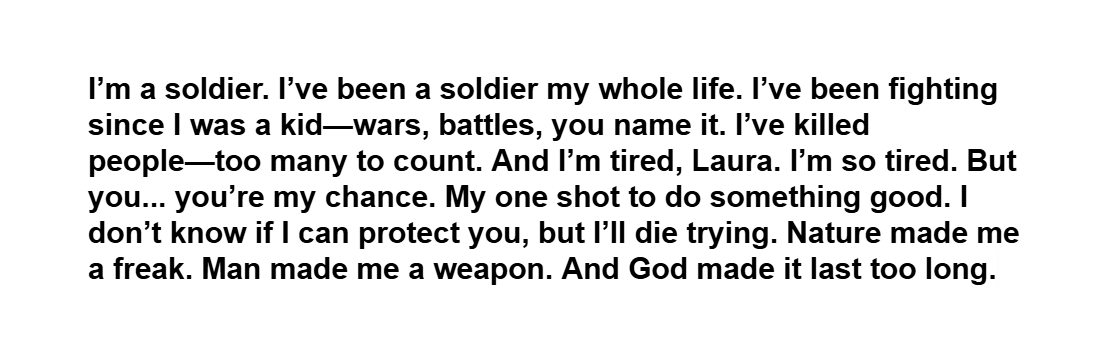 I’m a soldier. I’ve been a soldier my whole life. I’ve been fighting
since I was a kid—wars, battles, you name it. I’ve killed
people—too many to count. And I’m tired, Laura. I’m so tired. But
you... you’re my chance. My one shot to do something good. I
don’t know if I can protect you, but I’ll die trying. Nature made me
a freak. Man made me a weapon. And God made it last too long.